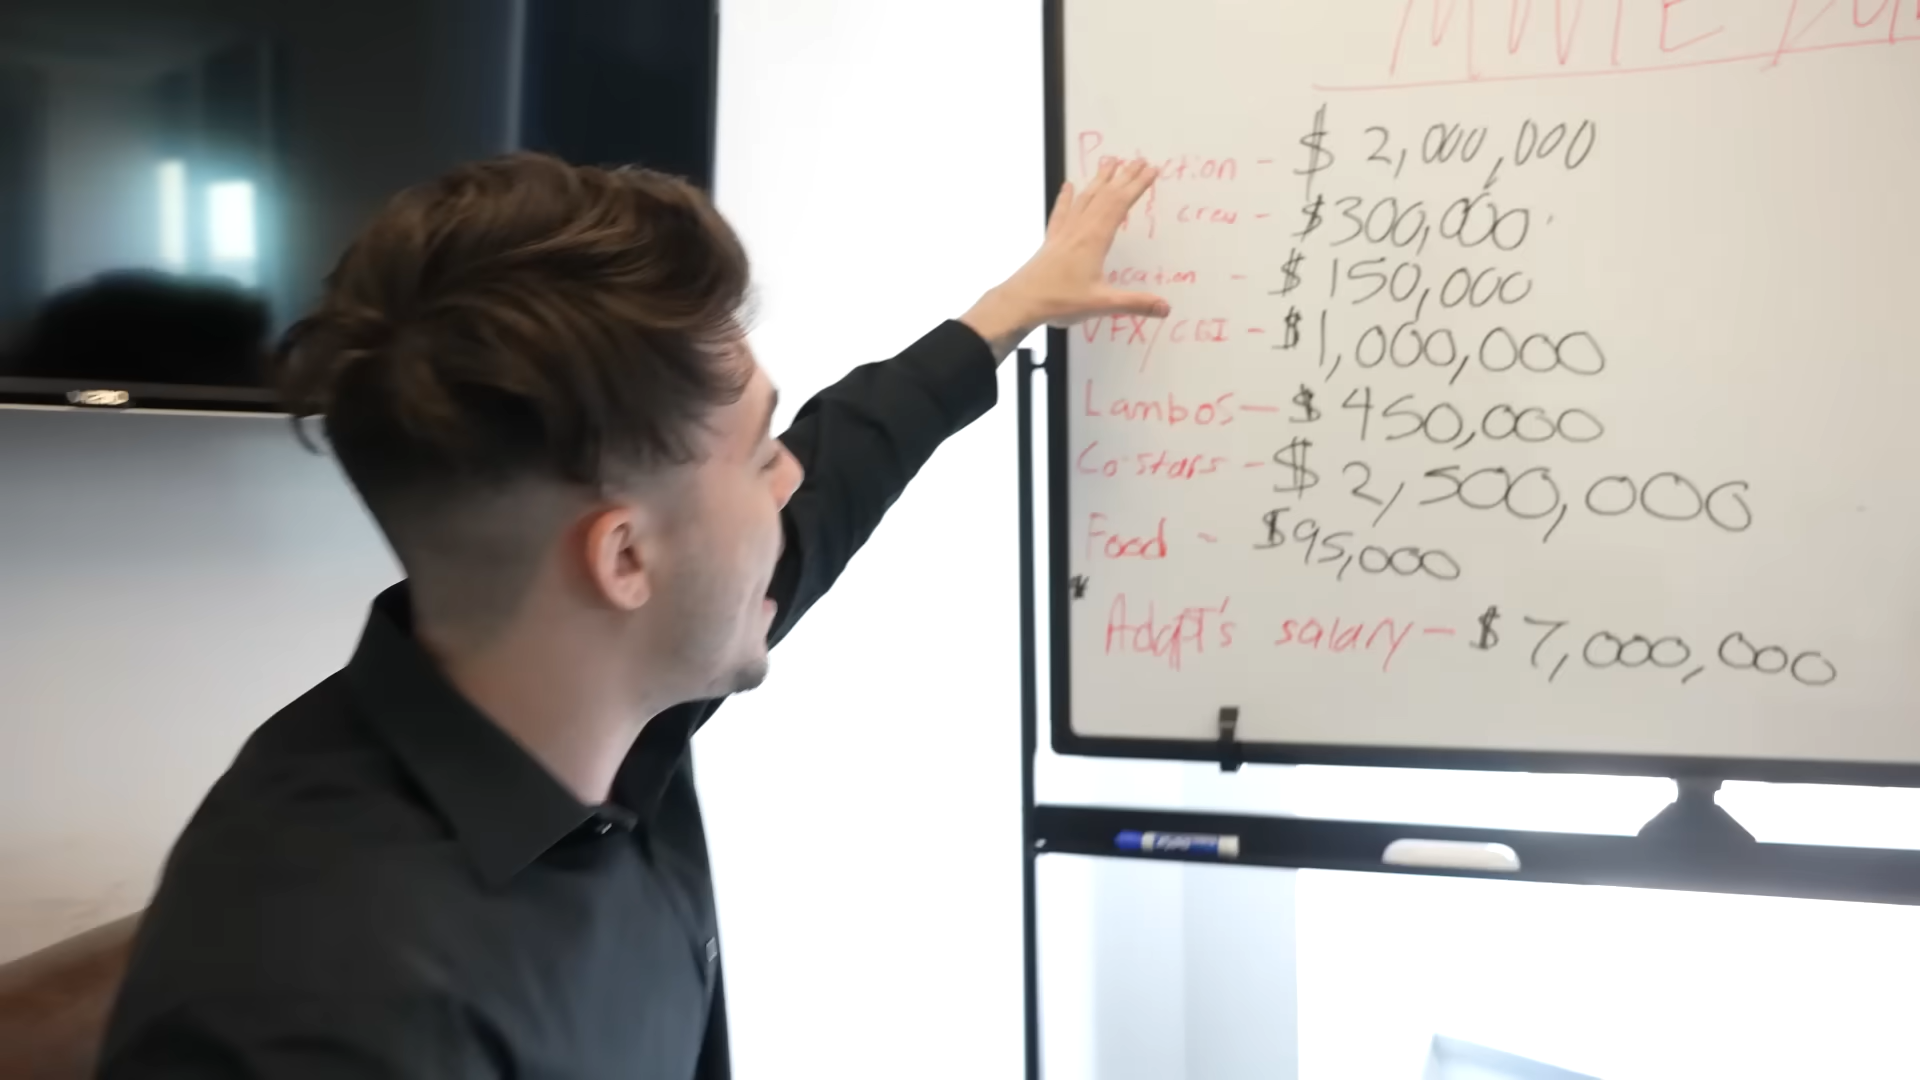 MOVIE
Production - $2,000,000
& crew - $300,000
Location - $150,000
VFX/CGI - $1,000,000
Lambos - $450,000
Co-stars - $2,500,000
Food - $95,000
* Adapt's salary - $7,000,000